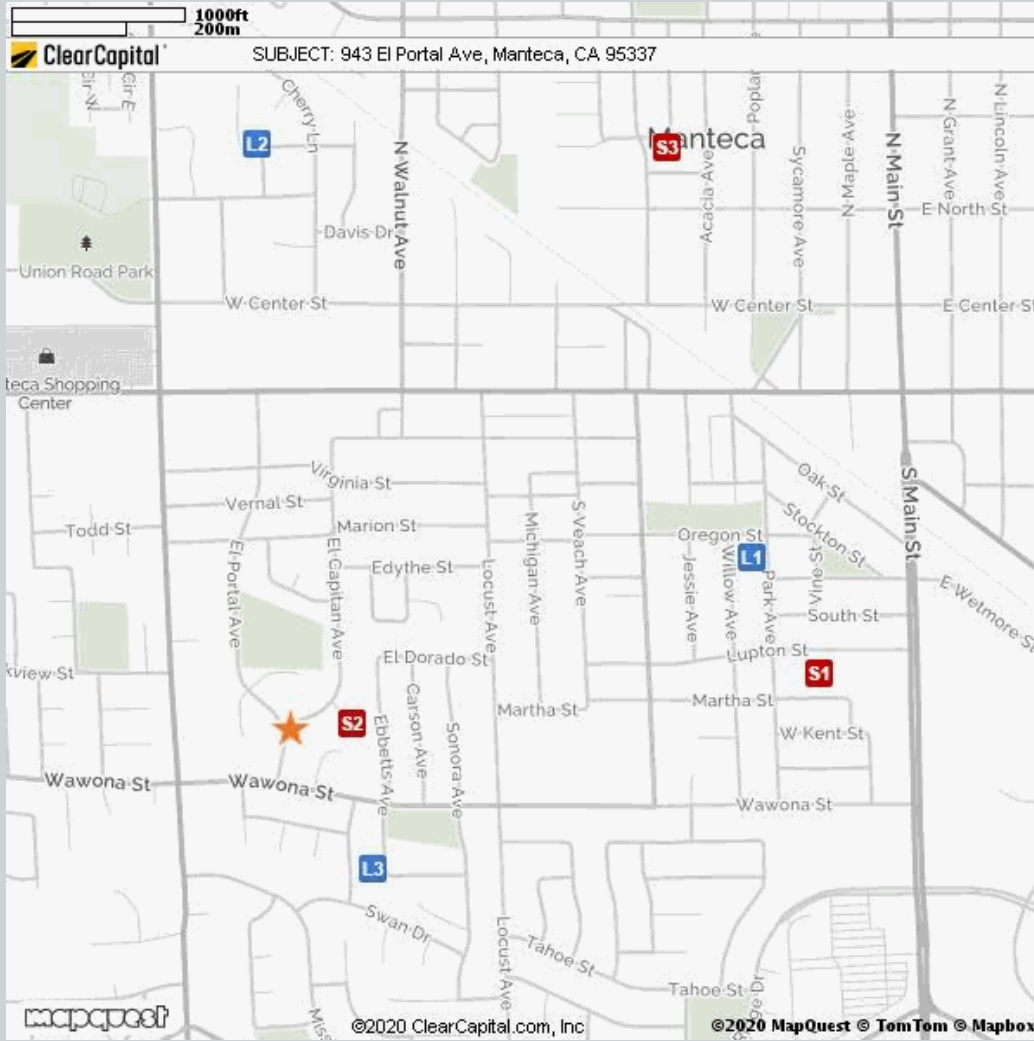 1000ft
200m
ClearCapital
SUBJECT: 943 El Portal Ave, Manteca, CA 95337
Cir W
Cir E
Cherry Ln
L2
N Walnut Ave
Manteca
S3
Poplar
Acacia Ave
Sycamore Ave
N Maple Ave
N Main St
N Grant Ave
N Lincoln Ave
E North St
Davis Dr
Union Road Park
W Center St
W Center St
E Center St
teca Shopping
Center
Virginia St
Vernal St
Marion St
Todd St
Edythe St
El Portal Ave
El Capitan Ave
Locust Ave
Michigan Ave
S Veach Ave
Oak St
Stockton St
S Main St
Oregon St
L1
Jessie Ave
Willow Ave
Park Ave
Vine St
E Wetmore St
South St
Lupton St
S1
El Dorado St
kview St
Martha St
Martha St
W Kent St
S2
Ebbetts Ave
Carson Ave
Sonora Ave
Wawona St
Wawona St
Wawona St
L3
Swan Dr
Locust Ave
Tahoe St
Tahoe St
mapquest
©2020 ClearCapital.com, Inc
©2020 MapQuest © TomTom © Mapbox